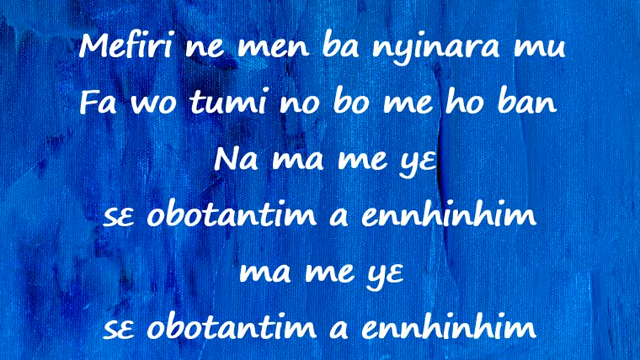 Mefiri ne men ba nyinara mu
Fa wo tumi no bo me ho ban
Na ma me yɛ
sɛ obotantim a ennhinhim
ma me yɛ
sɛ obotantim a ennhinhim